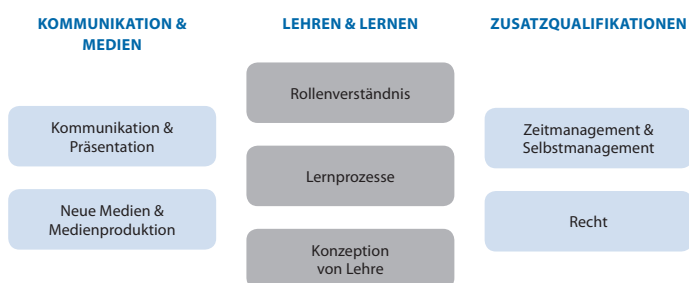 KOMMUNIKATION &
MEDIEN
Kommunikation &
Präsentation
Neue Medien &
Medienproduktion
LEHREN & LERNEN
Rollenverständnis
Lernprozesse
Konzeption
von Lehre
ZUSATZQUALIFIKATIONEN
Zeitmanagement &
Selbstmanagement
Recht